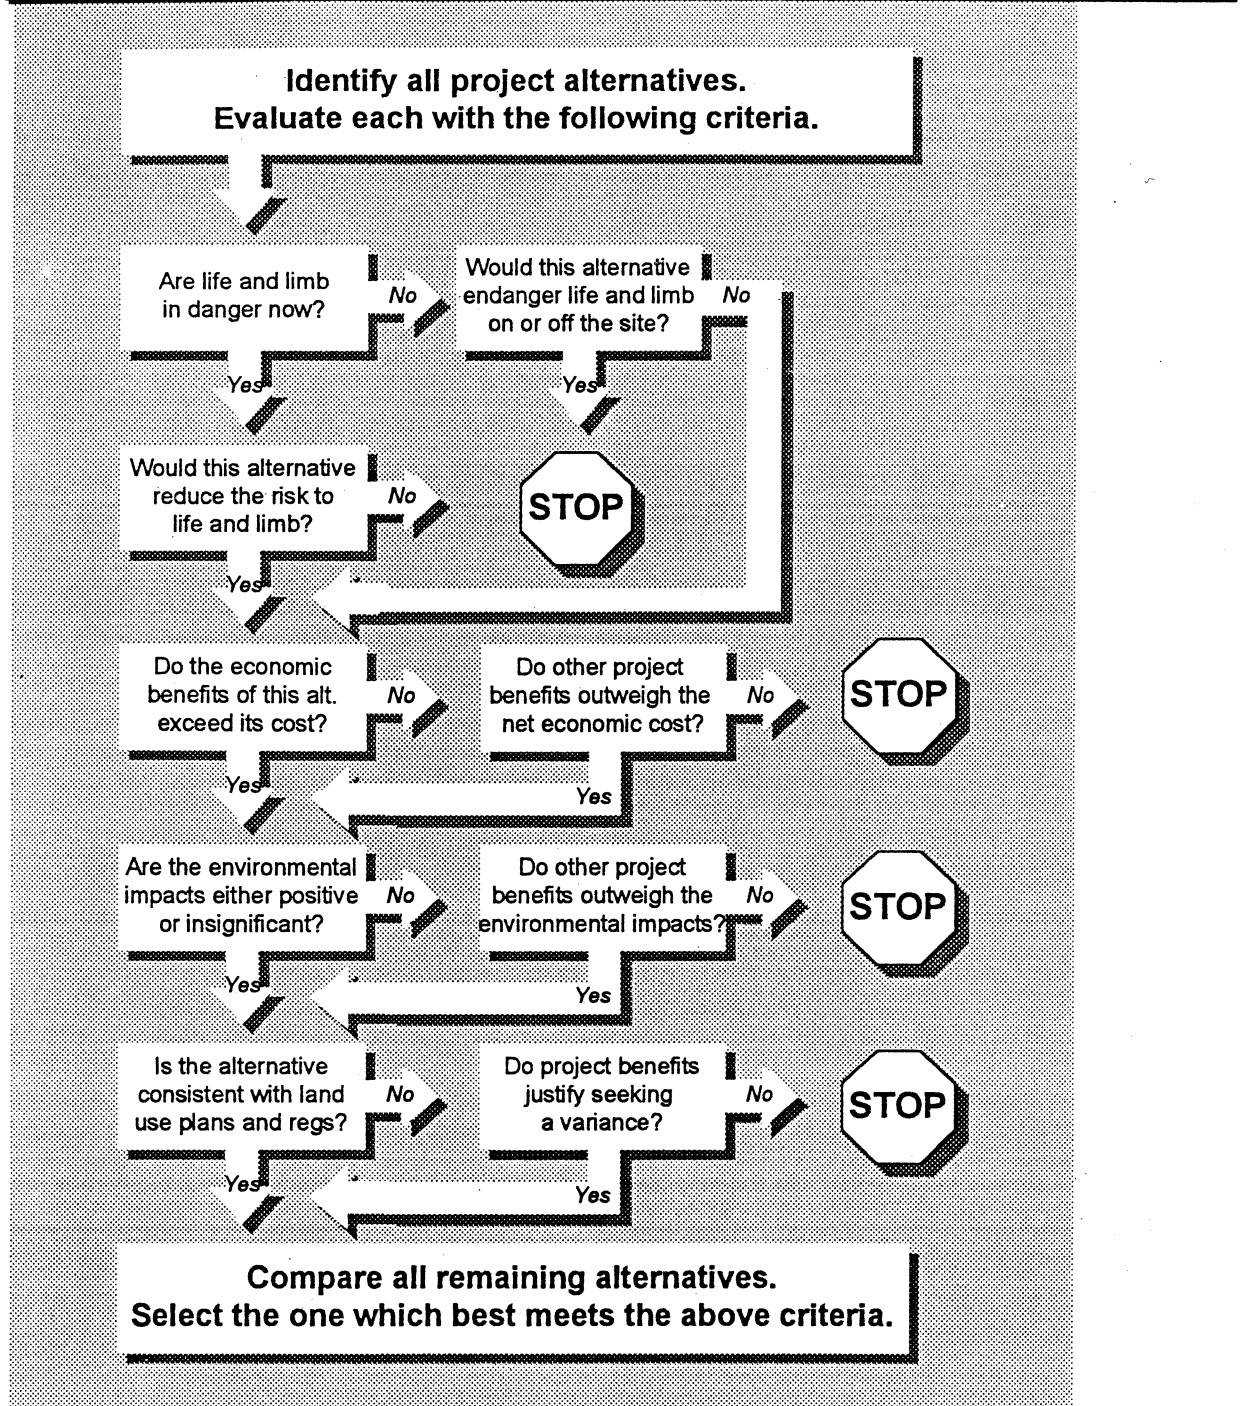 Identify all project alternatives.
Evaluate each with the following criteria.
Are life and limb
in danger now?
No
Would this alternative
endanger life and limb
on or off the site?
No
Yes
Yes
Would this alternative
reduce the risk to
life and limb?
No
STOP
Yes
Do the economic
benefits of this alt.
exceed its cost?
No
Do other project
benefits outweigh the
net economic cost?
No
STOP
Yes
Yes
Are the environmental
impacts either positive
or insignificant?
No
Do other project
benefits outweigh the
environmental impacts?
No
STOP
Yes
Yes
Is the alternative
consistent with land
use plans and regs?
No
Do project benefits
justify seeking
a variance?
No
STOP
Yes
Yes
Compare all remaining alternatives.
Select the one which best meets the above criteria.